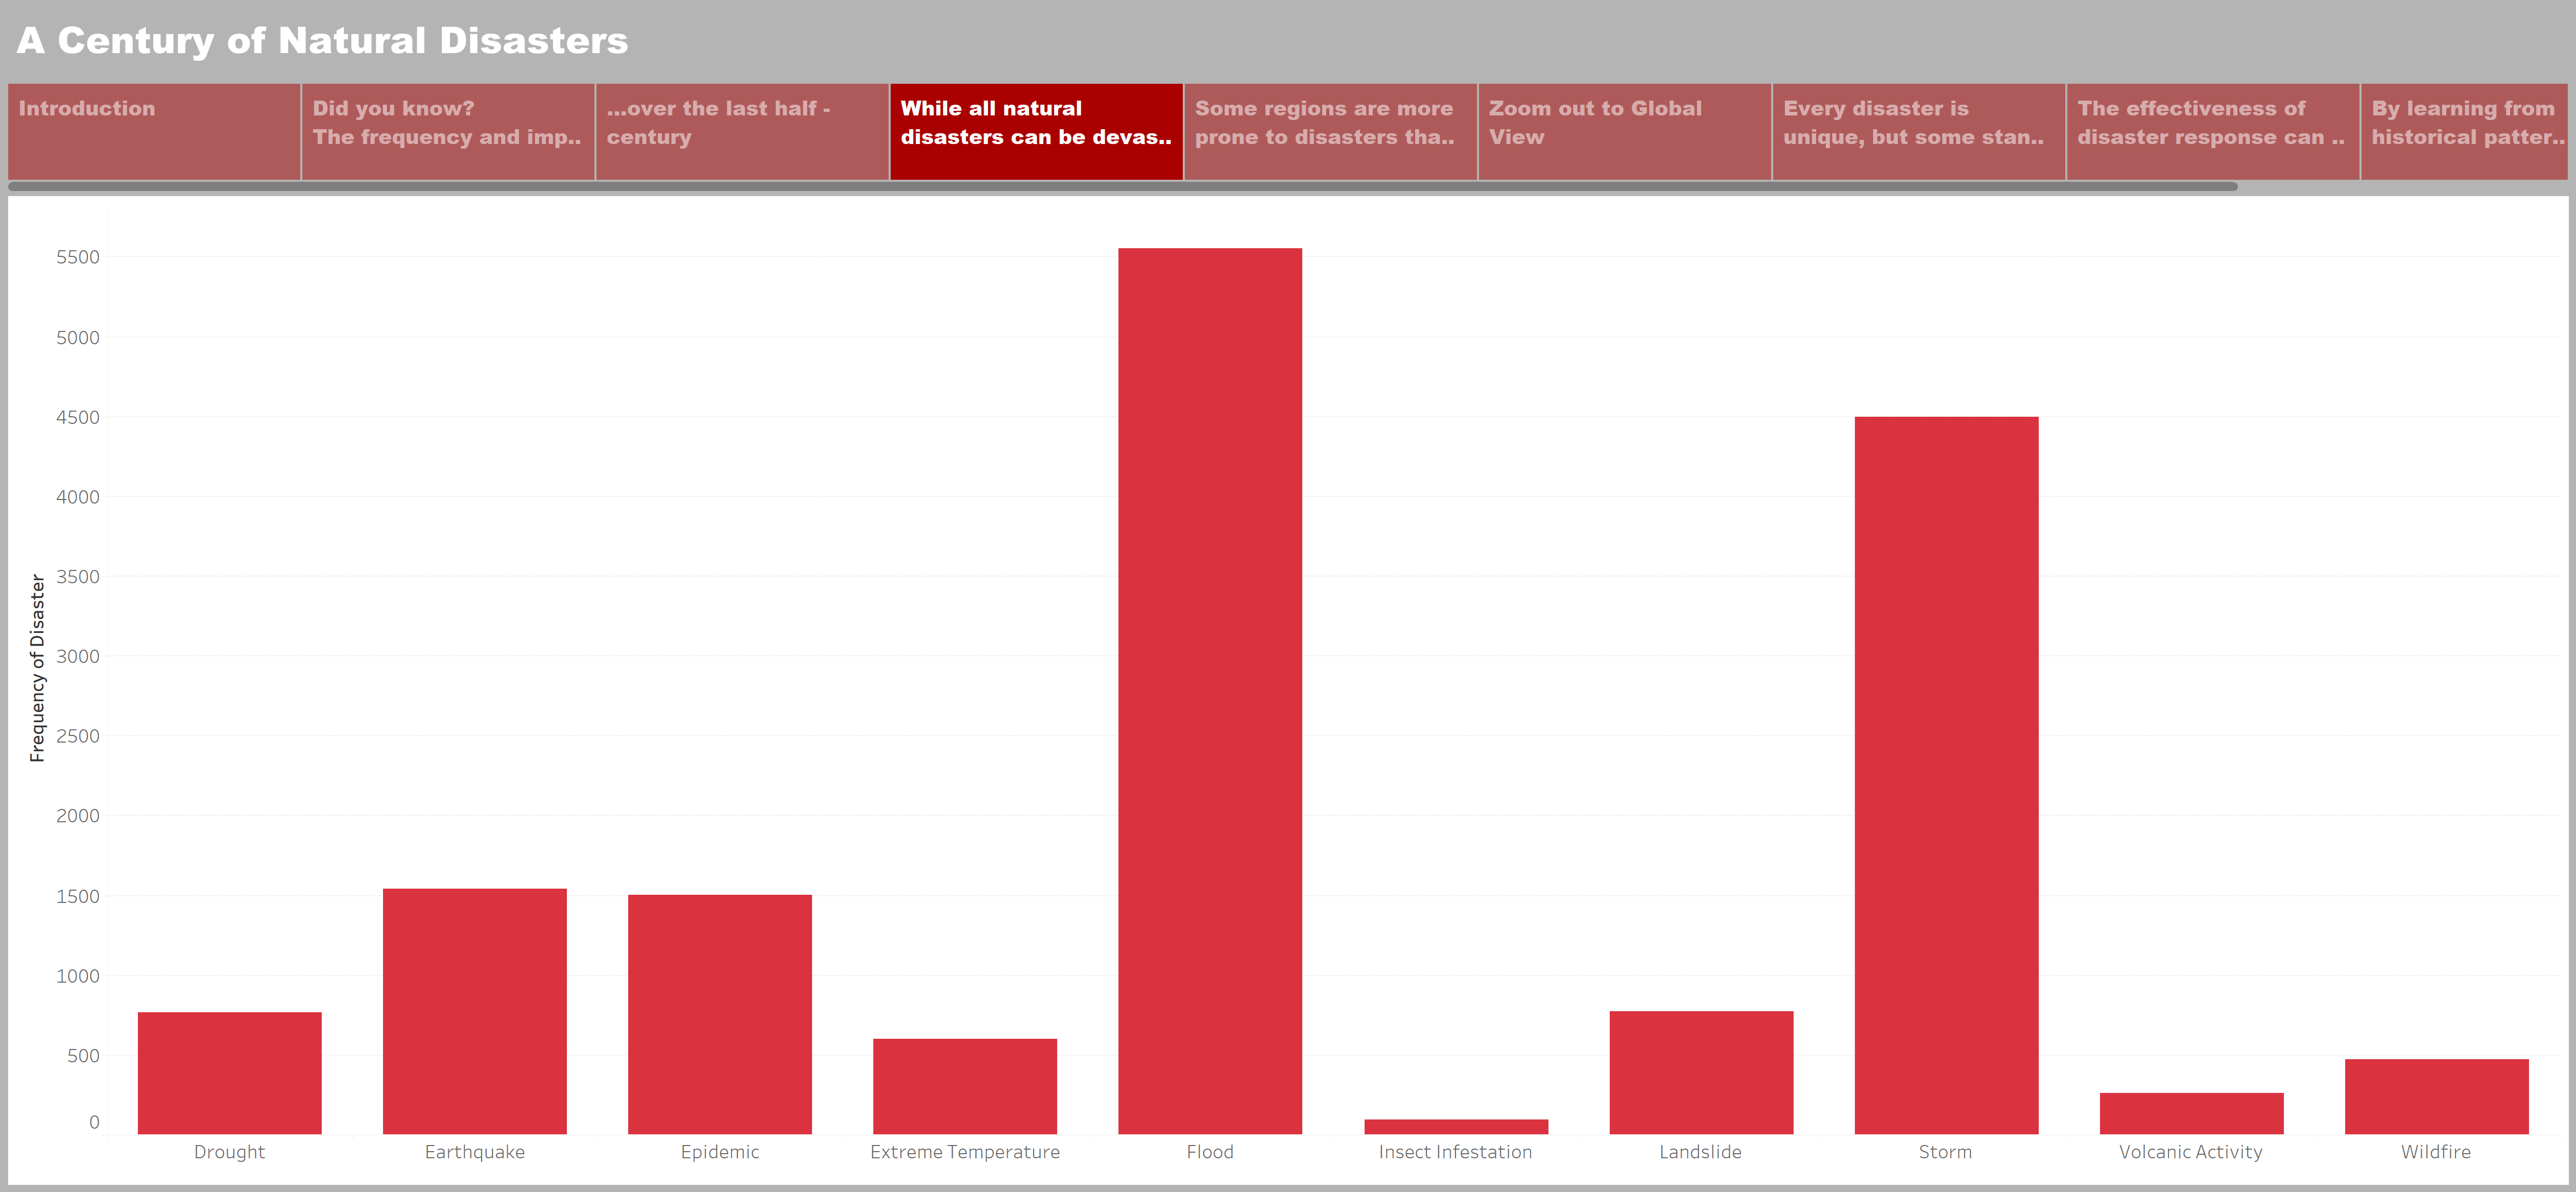 A Century of Natural Disasters
Introduction
Did you know?
The frequency and imp..
...over the last half -
century
While all natural
disasters can be devas..
Some regions are more
prone to disasters tha..
Zoom out to Global
View
Every disaster is
unique, but some stan..
The effectiveness of
disaster response can ..
By learning from
historical patter..
Frequency of Disaster
5500
5000
4500
4000
3500
3000
2500
2000
1500
1000
500
0
Drought
Earthquake
Epidemic
Extreme Temperature
Flood
Insect Infestation
Landslide
Storm
Volcanic Activity
Wildfire